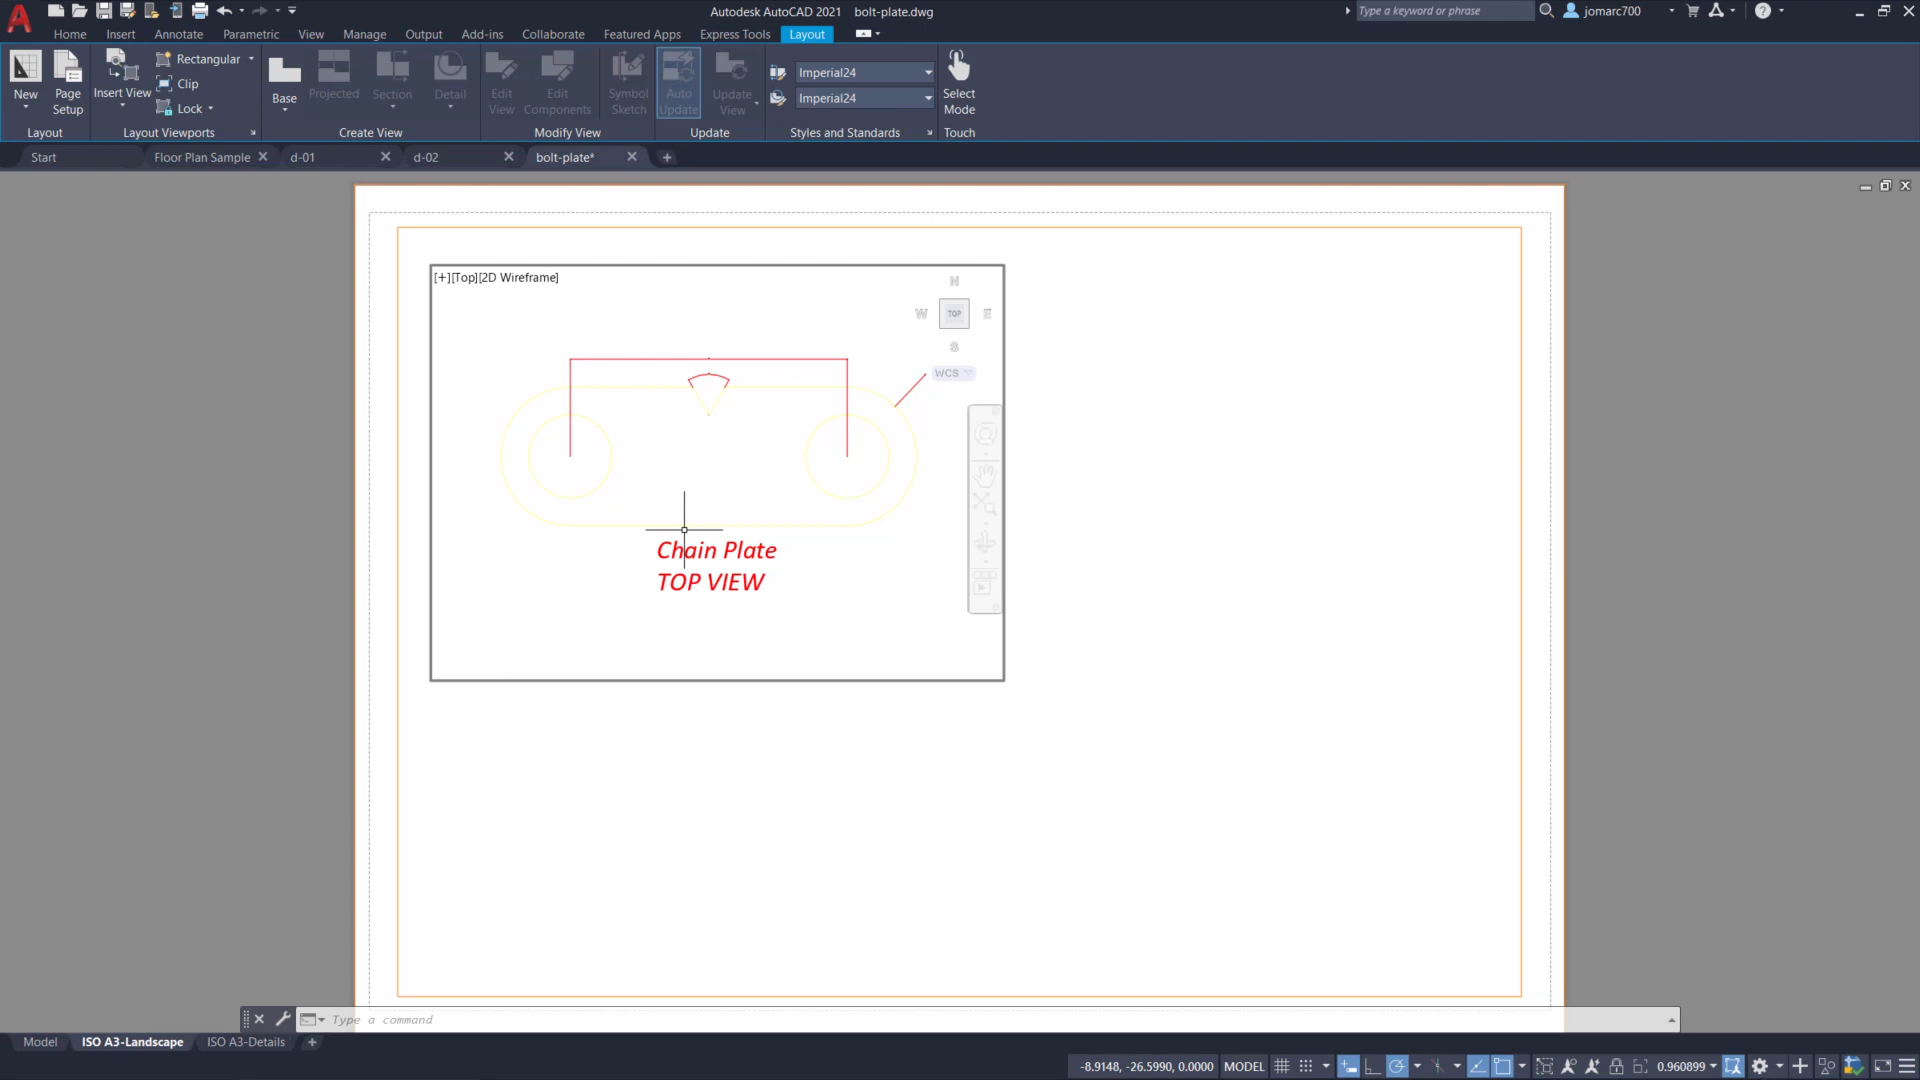 Autodesk AutoCAD 2021 bolt-plate.dwg
Type a keyword or phrase
jomarc700
Home Insert Annotate Parametric View Manage Output Add-ins Collaborate Featured Apps Express Tools Layout
New
Page Setup
Layout
Insert View
Rectangular
Clip
Lock
Layout Viewports
Base
Projected
Section
Detail
Create View
Edit View
Edit Components
Symbol Sketch
Modify View
Auto Update
Update View
Update
Imperial24
Imperial24
Styles and Standards
Select Mode
Touch
Start
Floor Plan Sample
d-01
d-02
bolt-plate*
[+][Top][2D Wireframe]
N
W TOP E
S
WCS
Chain Plate
TOP VIEW
Type a command
Model ISO A3-Landscape ISO A3-Details
-8.9148, -26.5990, 0.0000 MODEL 0.960899